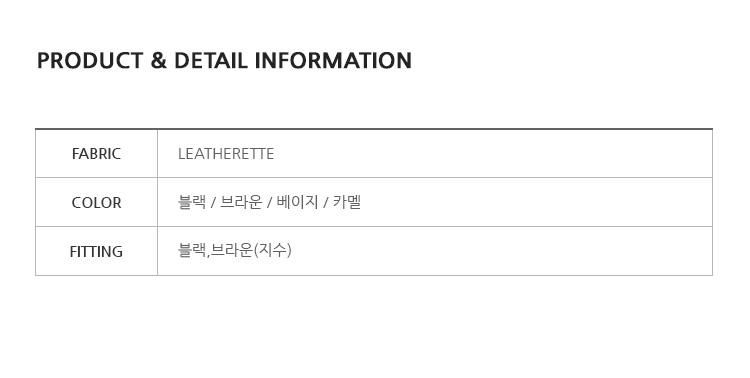 PRODUCT & DETAIL INFORMATION
FABRIC LEATHERETTE
COLOR 블랙 / 브라운 / 베이지 / 카멜
FITTING 블랙,브라운(지수)